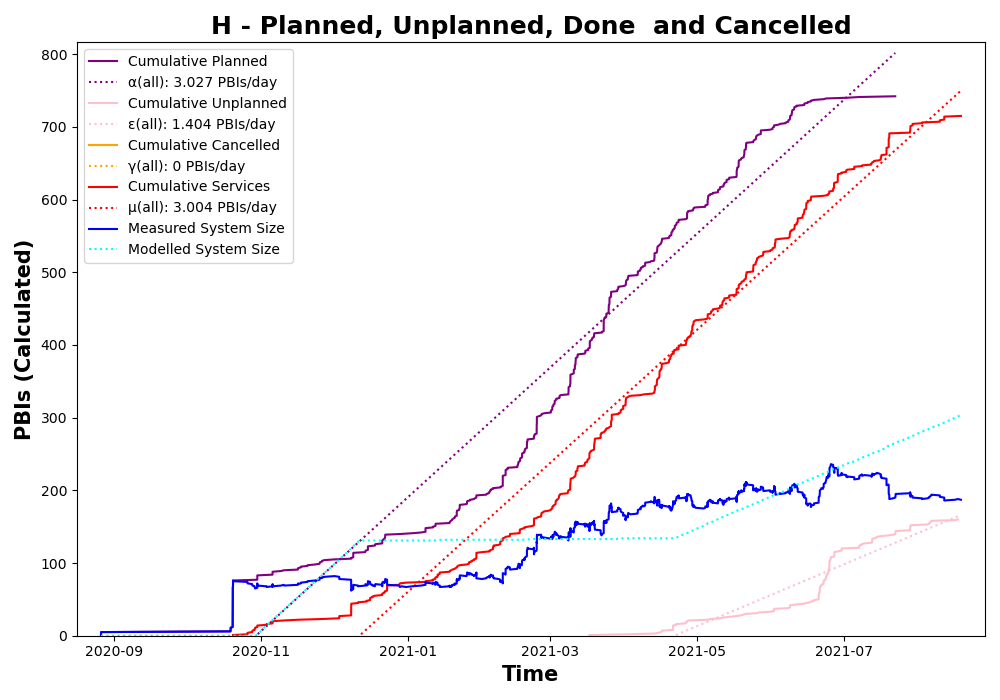 H - Planned, Unplanned, Done  and Cancelled
800
700
600
500
400
300
200
100
0
PBIs (Calculated)
Cumulative Planned
α(all): 3.027 PBIs/day
Cumulative Unplanned
ε(all): 1.404 PBIs/day
Cumulative Cancelled
γ(all): 0 PBIs/day
Cumulative Services
μ(all): 3.004 PBIs/day
Measured System Size
Modelled System Size
2020-09
2020-11
2021-01
2021-03
2021-05
2021-07
Time